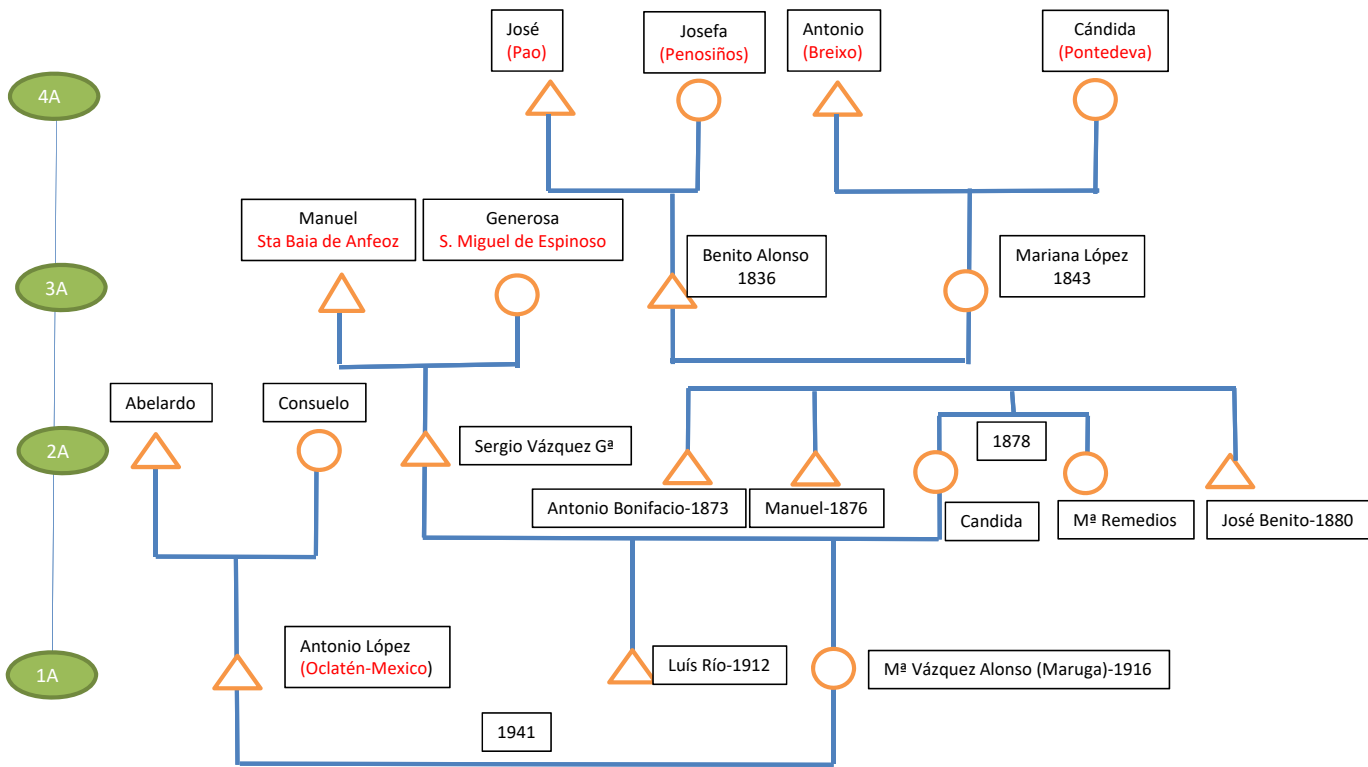 José
(Pao)
Josefa
(Penosiños)
Antonio
(Breixo)
Cándida
(Pontedeva)
4A
Manuel
Sta Baia de Anfeoz
Generosa
S. Miguel de Espinoso
Benito Alonso
1836
Mariana López
1843
3A
Abelardo
Consuelo
Sergio Vázquez Gª
1878
2A
Antonio Bonifacio-1873
Manuel-1876
Candida
Mª Remedios
José Benito-1880
Antonio López
(Oclatén-Mexico)
Luís Río-1912
Mª Vázquez Alonso (Maruga)-1916
1A
1941